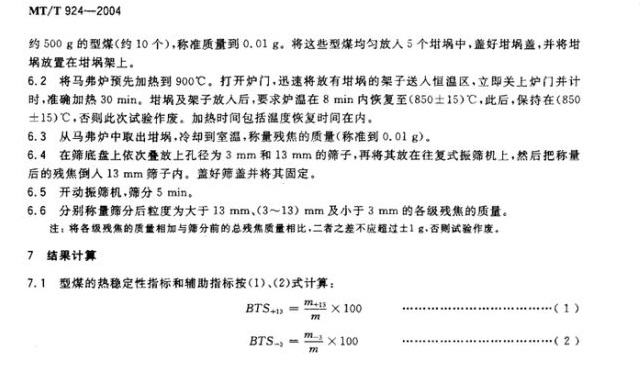 MT/T 924—2004
约 500 g 的型煤(约 10 个),称准质量到 0.01 g。将这些型煤均匀放入 5 个坩埚中,盖好坩埚盖,并将坩
埚放置在坩埚架上。
6.2 将马弗炉预先加热到 900℃。打开炉门,迅速将放有坩埚的架子送入恒温区,立即关上炉门并计
时,准确加热 30 min。坩埚及架子放入后,要求炉温在 8 min 内恢复至(850±15)℃,此后,保持在(850
±15)℃,否则此次试验作废。加热时间包括温度恢复时间在内。
6.3 从马弗炉中取出坩埚,冷却到室温,称量残焦的质量(称准到 0.01 g)。
6.4 在筛底盘上依次叠放上孔径为 3 mm 和 13 mm 的筛子,再将其放在往复式振筛机上,然后把称量
后的残焦倒入 13 mm 筛子内。盖好筛盖并将其固定。
6.5 开动振筛机,筛分 5 min。
6.6 分别称量筛分后粒度为大于 13 mm、(3～13) mm 及小于 3 mm 的各级残焦的质量。
注:将各级残焦的质量相加与筛分前的总残焦质量相比,二者之差不应超过±1 g,否则试验作废。
7 结果计算
7.1 型煤的热稳定性指标和辅助指标按(1)、(2)式计算:
BTS₊₁₃ = m₊₁₃/m × 100 ……………………………( 1 )
BTS₋₃ = m₋₃/m × 100 ……………………………( 2 )